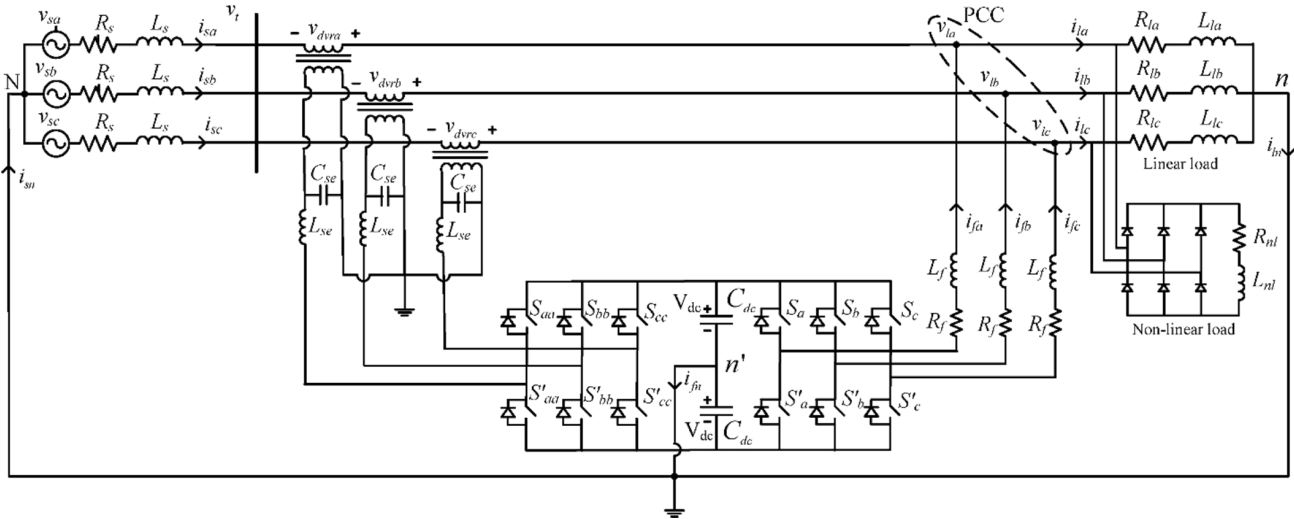 v_sa R_s L_s i_sa v_t - v_dvra + v_la PCC i_la R_la L_la
N v_sb R_s L_s i_sb - v_dvrb + v_lb i_lb R_lb L_lb n
v_sc R_s L_s i_sc - v_dvrc + v_lc i_lc R_lc L_lc
Linear load
i_sn C_se C_se C_se i_ln
L_se L_se L_se
i_fa i_fb i_fc
R_nl
L_f L_f L_f
L_nl
S_aa S_bb S_cc V_dc + - C_dc S_a S_b S_c R_f R_f R_f
Non-linear load
i_fn n'
S'_aa S'_bb S'_cc V_dc + - C_dc S'_a S'_b S'_c